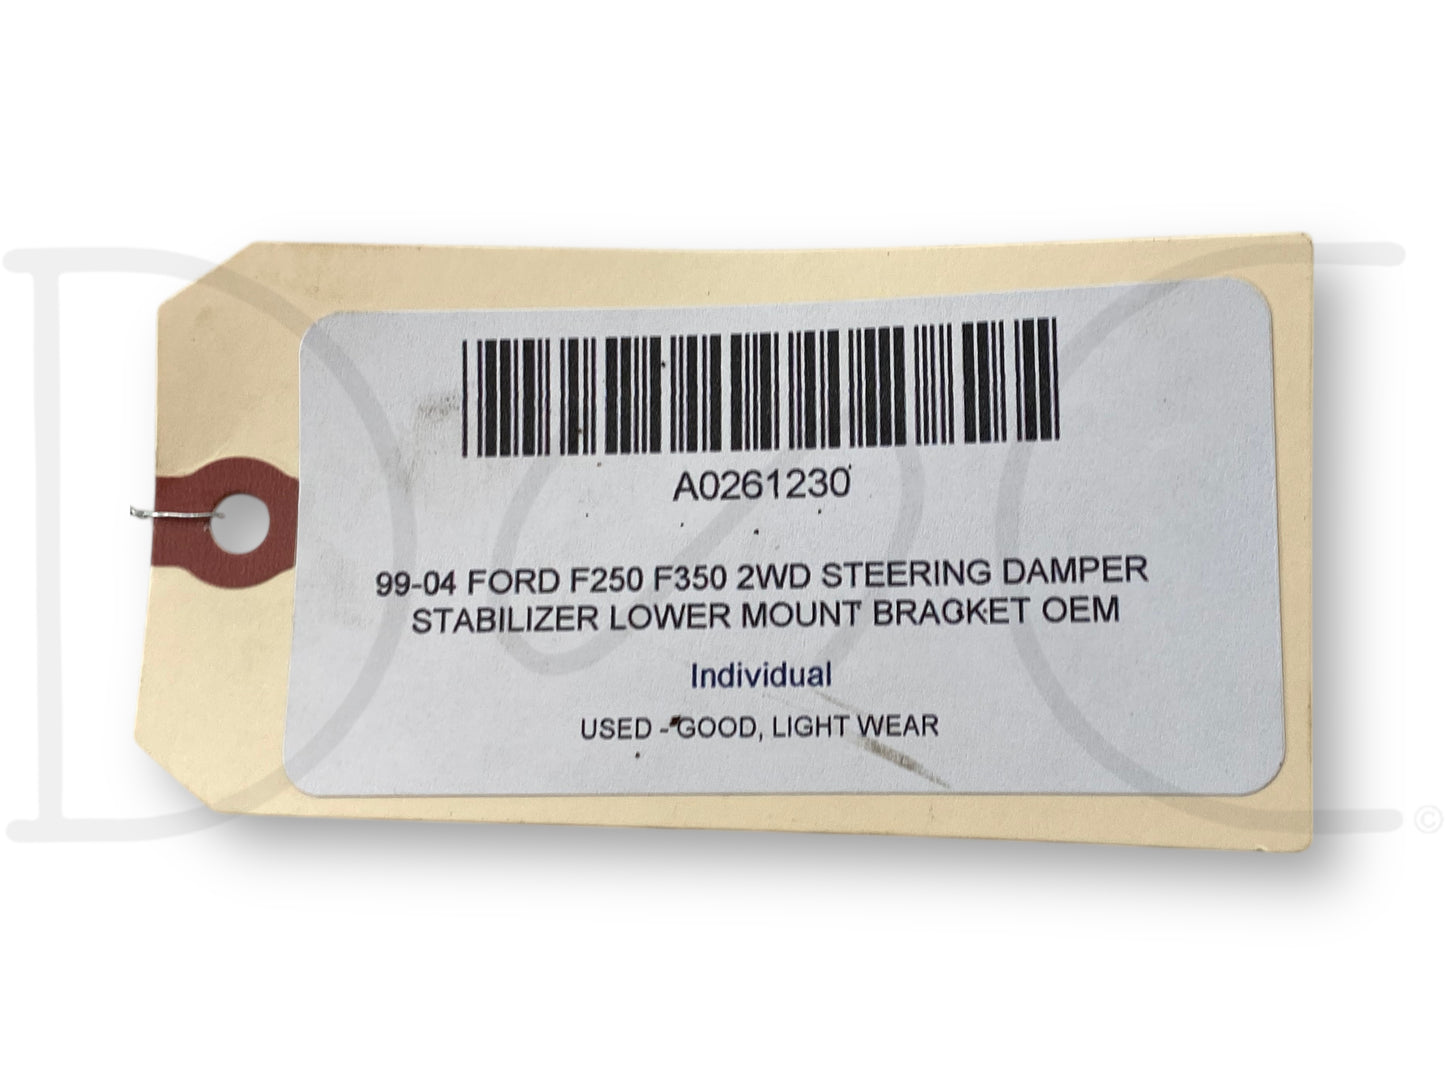 A0261230
99-04 FORD F250 F350 2WD STEERING DAMPER
STABILIZER LOWER MOUNT BRACKET OEM
Individual
USED - GOOD, LIGHT WEAR
©